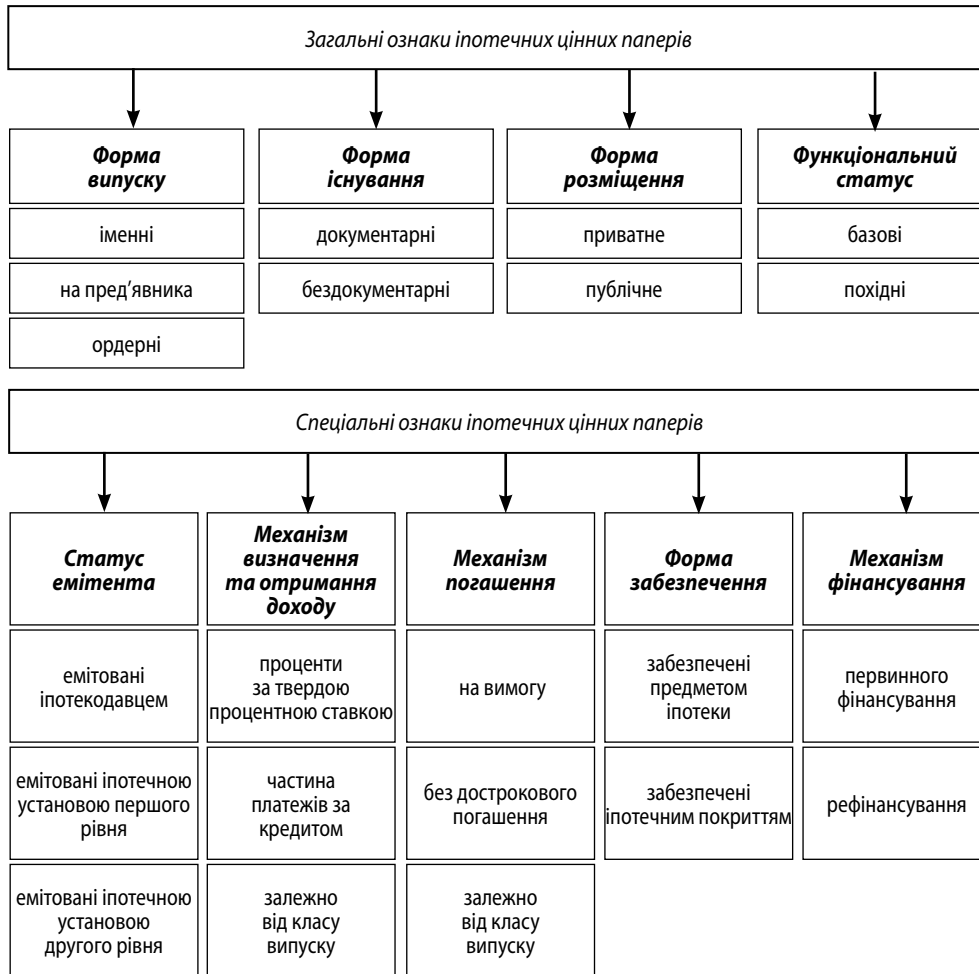 Загальні ознаки іпотечних цінних паперів
Форма
випуску
іменні
на пред’явника
ордерні
Форма
існування
документарні
бездокументарні
Форма
розміщення
приватне
публічне
Функціональний
статус
базові
похідні
Спеціальні ознаки іпотечних цінних паперів
Статус
емітента
емітовані
іпотекодавцем
емітовані іпотечною
установою першого
рівня
емітовані іпотечною
установою
другого рівня
Механізм
визначення
та отримання
доходу
проценти
за твердою
процентною ставкою
частина
платежів за
кредитом
залежно
від класу
випуску
Механізм
погашення
на вимогу
без дострокового
погашення
залежно
від класу
випуску
Форма
забезпечення
забезпечені
предметом
іпотеки
забезпечені
іпотечним покриттям
Механізм
фінансування
первинного
фінансування
рефінансування